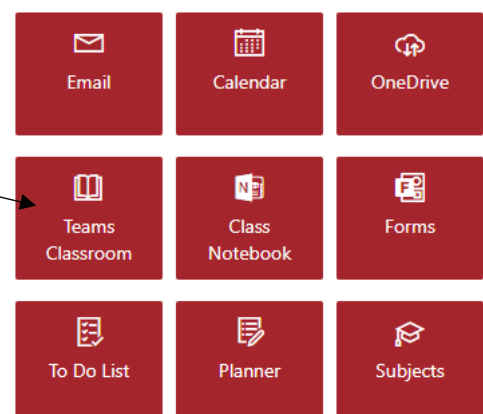 Email
Calendar
OneDrive
Teams
Classroom
Class
Notebook
Forms
To Do List
Planner
Subjects